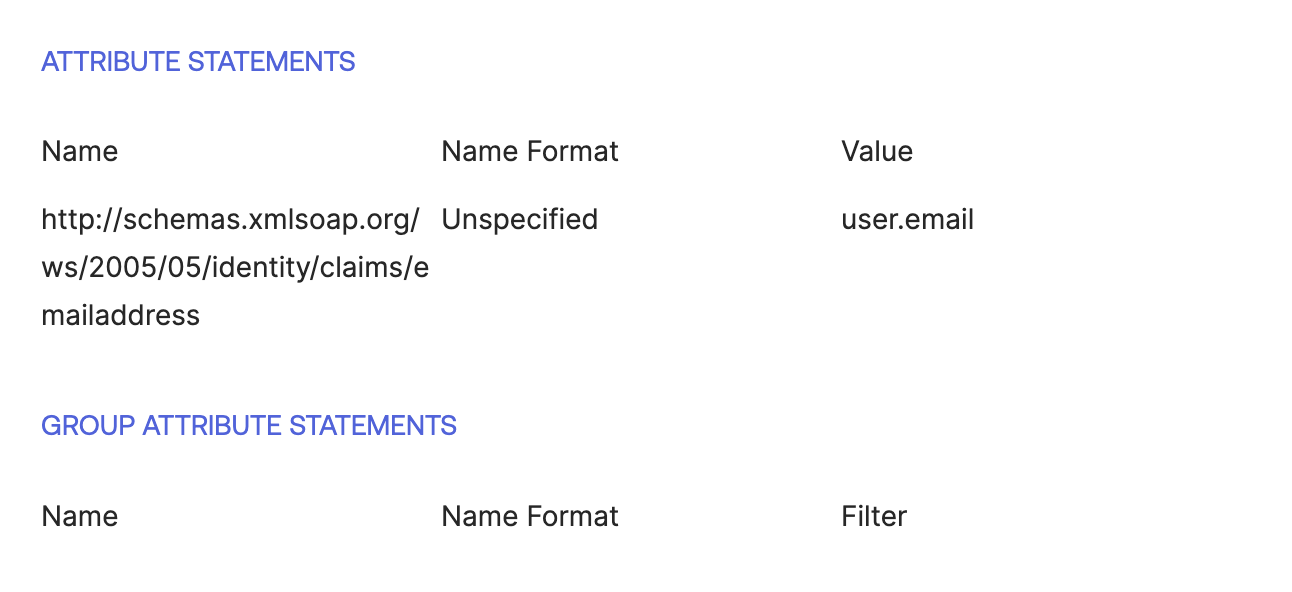 ATTRIBUTE STATEMENTS
Name Name Format Value
http://schemas.xmlsoap.org/ Unspecified user.email
ws/2005/05/identity/claims/e
mailaddress
GROUP ATTRIBUTE STATEMENTS
Name Name Format Filter